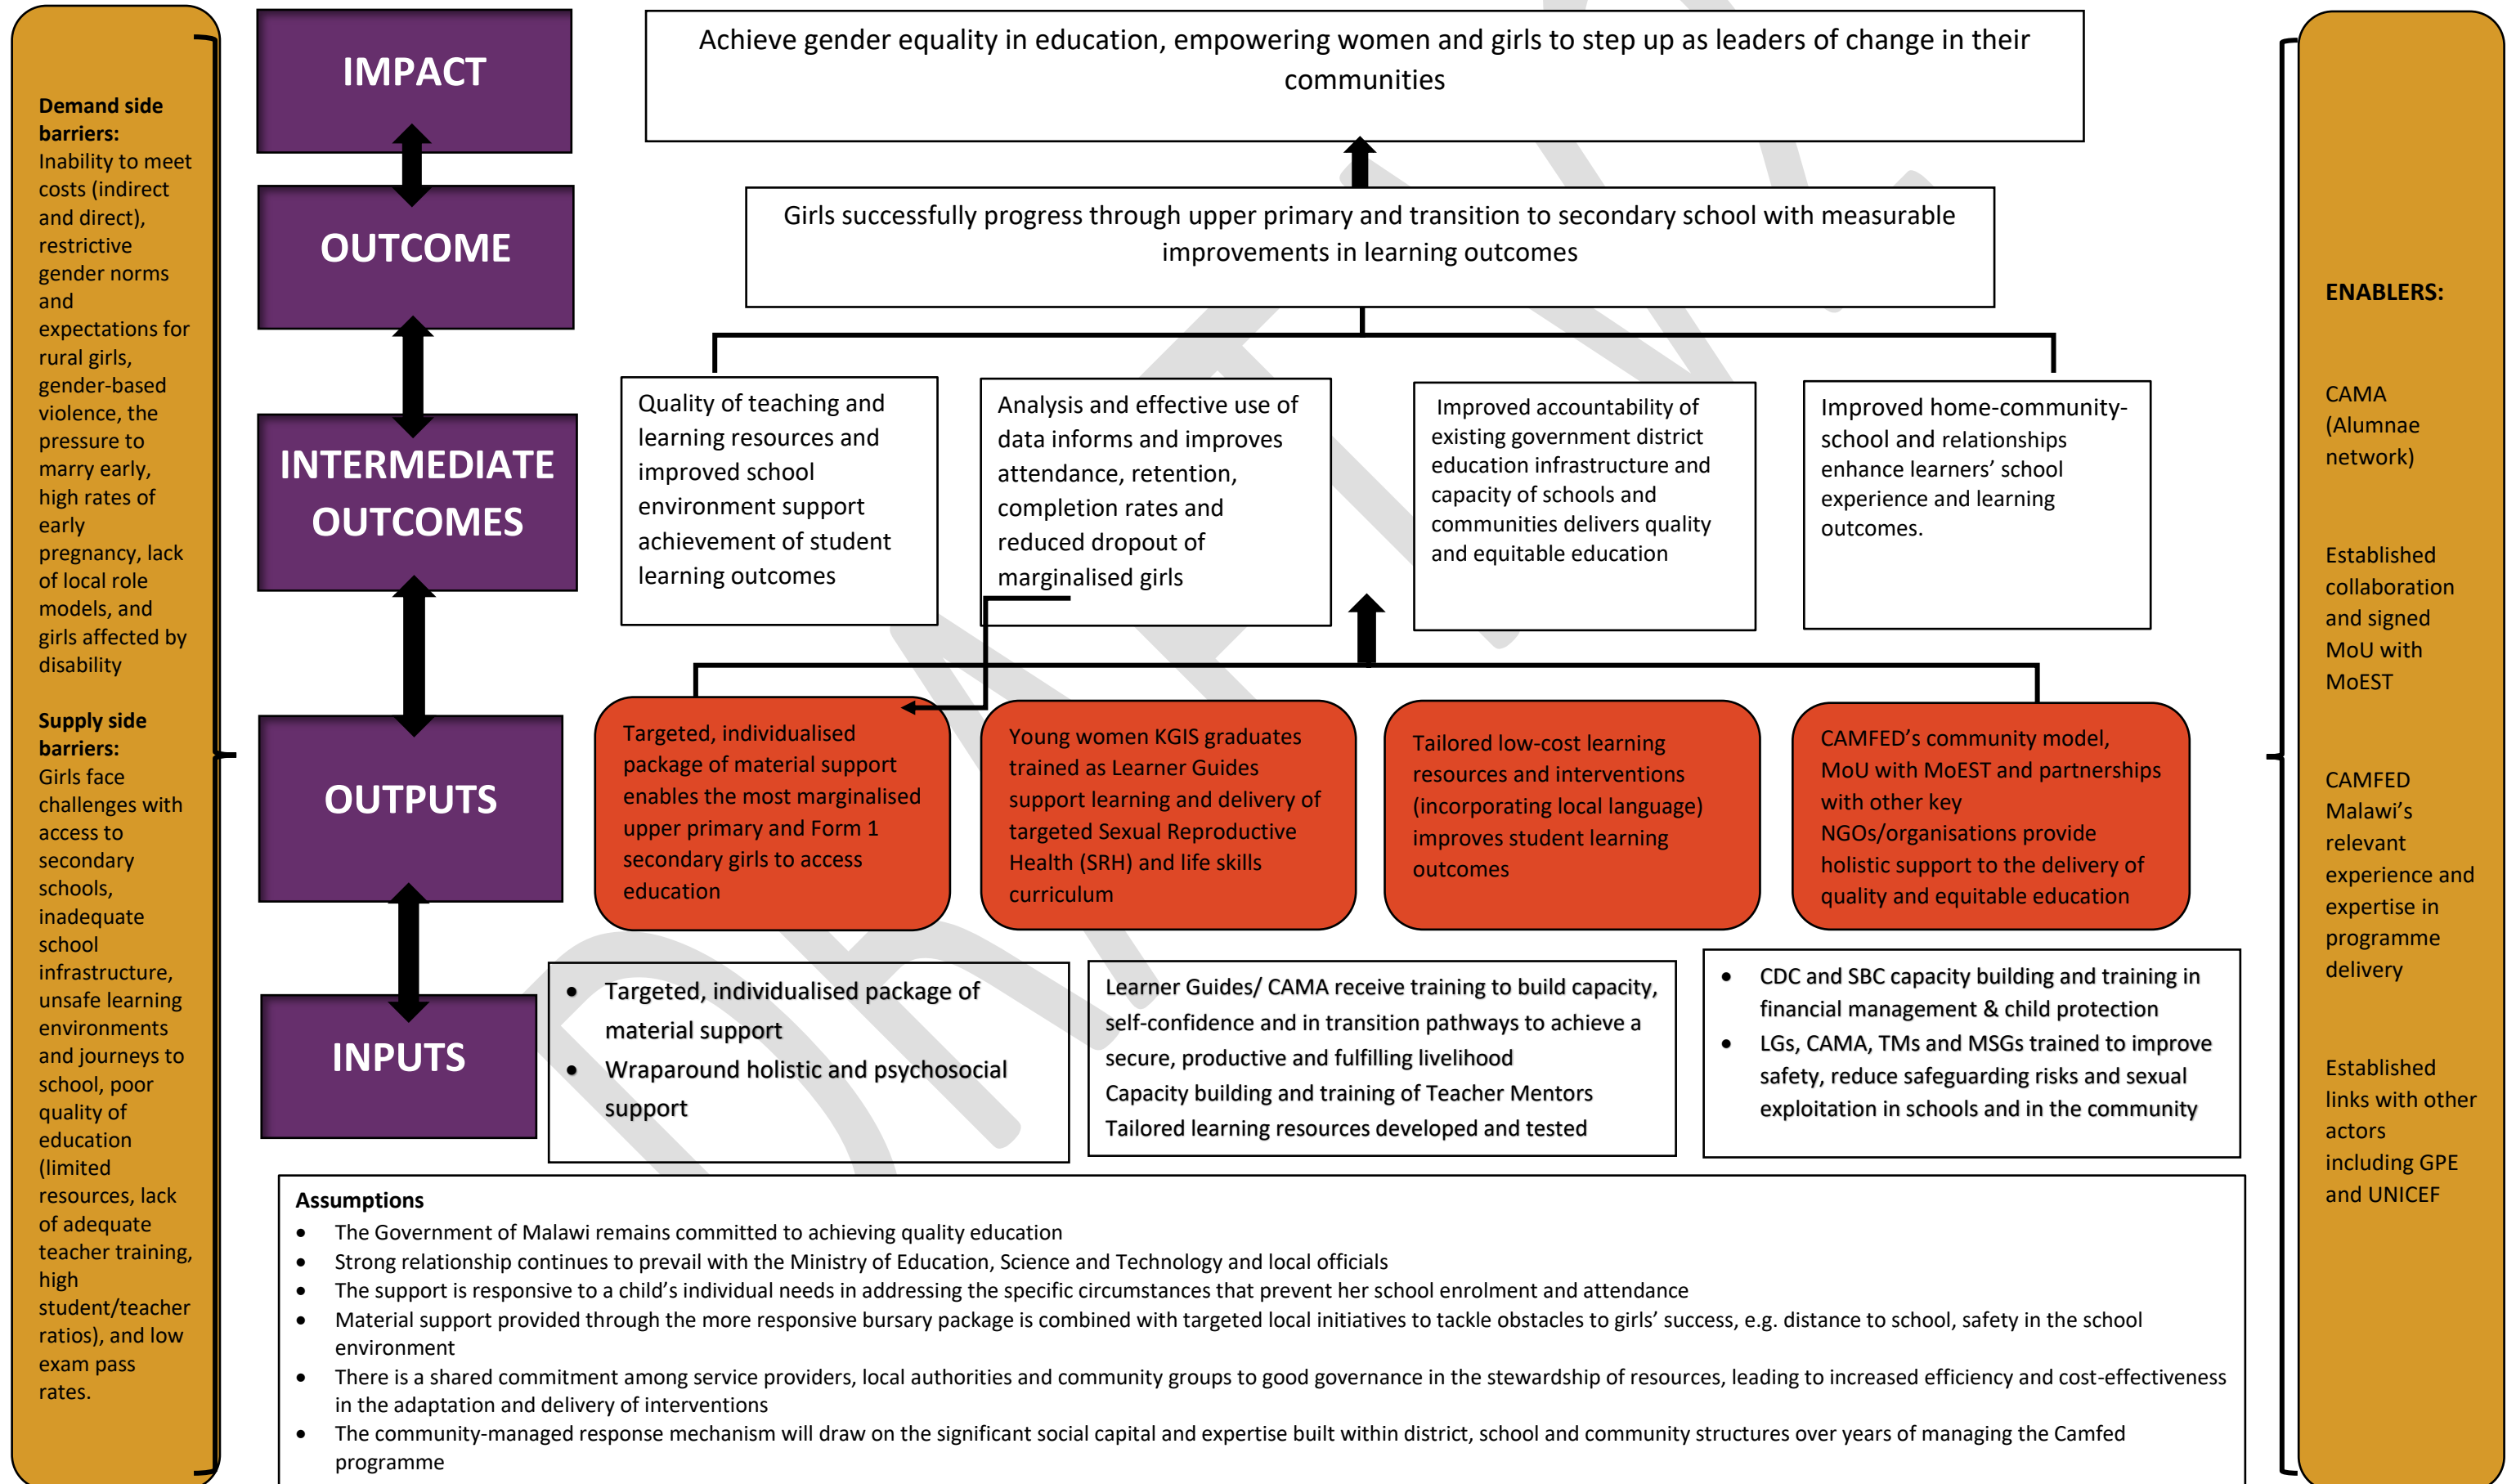 Demand side
barriers:
Inability to meet
costs (indirect
and direct),
restrictive
gender norms
and
expectations for
rural girls,
gender-based
violence, the
pressure to
marry early,
high rates of
early
pregnancy, lack
of local role
models, and
girls affected by
disability
Supply side
barriers:
Girls face
challenges with
access to
secondary
schools,
inadequate
school
infrastructure,
unsafe learning
environments
and journeys to
school, poor
quality of
education
(limited
resources, lack
of adequate
teacher training,
high
student/teacher
ratios), and low
exam pass
rates.
IMPACT
Achieve gender equality in education, empowering women and girls to step up as leaders of change in their
communities
OUTCOME
Girls successfully progress through upper primary and transition to secondary school with measurable
improvements in learning outcomes
INTERMEDIATE
OUTCOMES
Quality of teaching and
learning resources and
improved school
environment support
achievement of student
learning outcomes
Analysis and effective use of
data informs and improves
attendance, retention,
completion rates and
reduced dropout of
marginalised girls
Improved accountability of
existing government district
education infrastructure and
capacity of schools and
communities delivers quality
and equitable education
Improved home-community-
school and relationships
enhance learners’ school
experience and learning
outcomes.
OUTPUTS
Targeted, individualised
package of material support
enables the most marginalised
upper primary and Form 1
secondary girls to access
education
Young women KGIS graduates
trained as Learner Guides
support learning and delivery of
targeted Sexual Reproductive
Health (SRH) and life skills
curriculum
Tailored low-cost learning
resources and interventions
(incorporating local language)
improves student learning
outcomes
CAMFED’s community model,
MoU with MoEST and partnerships
with other key
NGOs/organisations provide
holistic support to the delivery of
quality and equitable education
INPUTS
• Targeted, individualised package of
material support
• Wraparound holistic and psychosocial
support
Learner Guides/ CAMA receive training to build capacity,
self-confidence and in transition pathways to achieve a
secure, productive and fulfilling livelihood
Capacity building and training of Teacher Mentors
Tailored learning resources developed and tested
• CDC and SBC capacity building and training in
financial management & child protection
• LGs, CAMA, TMs and MSGs trained to improve
safety, reduce safeguarding risks and sexual
exploitation in schools and in the community
Assumptions
• The Government of Malawi remains committed to achieving quality education
• Strong relationship continues to prevail with the Ministry of Education, Science and Technology and local officials
• The support is responsive to a child’s individual needs in addressing the specific circumstances that prevent her school enrolment and attendance
• Material support provided through the more responsive bursary package is combined with targeted local initiatives to tackle obstacles to girls’ success, e.g. distance to school, safety in the school
environment
• There is a shared commitment among service providers, local authorities and community groups to good governance in the stewardship of resources, leading to increased efficiency and cost-effectiveness
in the adaptation and delivery of interventions
• The community-managed response mechanism will draw on the significant social capital and expertise built within district, school and community structures over years of managing the Camfed
programme
ENABLERS:
CAMA
(Alumnae
network)
Established
collaboration
and signed
MoU with
MoEST
CAMFED
Malawi’s
relevant
experience and
expertise in
programme
delivery
Established
links with other
actors
including GPE
and UNICEF
DRAFT